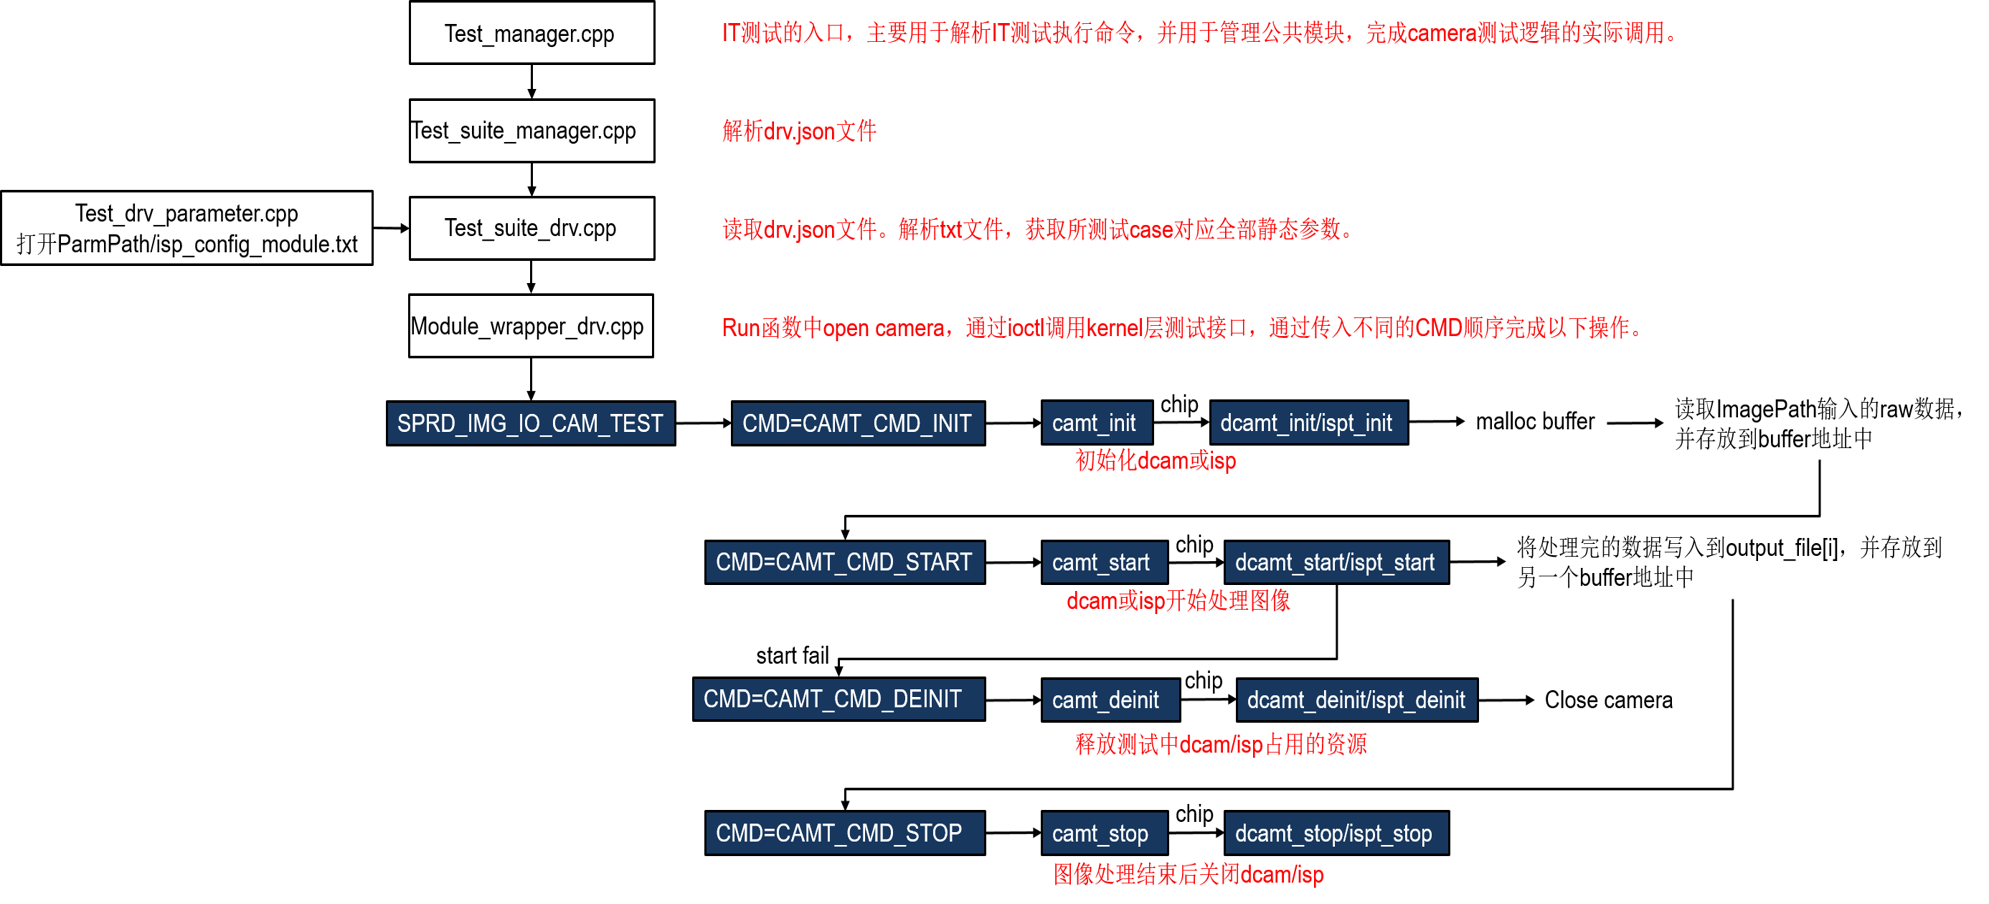 Test_manager.cpp
IT测试的入口，主要用于解析IT测试执行命令，并用于管理公共模块，完成camera测试逻辑的实际调用。
Test_suite_manager.cpp
解析drv.json文件
Test_drv_parameter.cpp
打开ParmPath/isp_config_module.txt
Test_suite_drv.cpp
读取drv.json文件。解析txt文件，获取所测试case对应全部静态参数。
Module_wrapper_drv.cpp
Run函数中open camera，通过ioctl调用kernel层测试接口，通过传入不同的CMD顺序完成以下操作。
SPRD_IMG_IO_CAM_TEST
CMD=CAMT_CMD_INIT
camt_init
chip
dcamt_init/ispt_init
malloc buffer
读取ImagePath输入的raw数据，
并存放到buffer地址中
初始化dcam或isp
CMD=CAMT_CMD_START
camt_start
chip
dcamt_start/ispt_start
将处理完的数据写入到output_file[i]，并存放到
另一个buffer地址中
dcam或isp开始处理图像
start fail
CMD=CAMT_CMD_DEINIT
camt_deinit
chip
dcamt_deinit/ispt_deinit
Close camera
释放测试中dcam/isp占用的资源
CMD=CAMT_CMD_STOP
camt_stop
chip
dcamt_stop/ispt_stop
图像处理结束后关闭dcam/isp